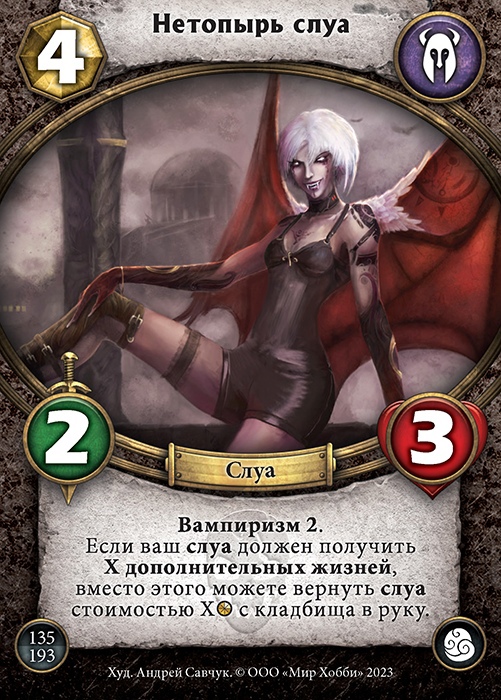 4
Нетопырь слуа
2
3
Слуа
Вампиризм 2.
Если ваш слуа должен получить
X дополнительных жизней,
вместо этого можете вернуть слуа
стоимостью X с кладбища в руку.
135
193
Худ. Андрей Савчук. © ООО «Мир Хобби» 2023